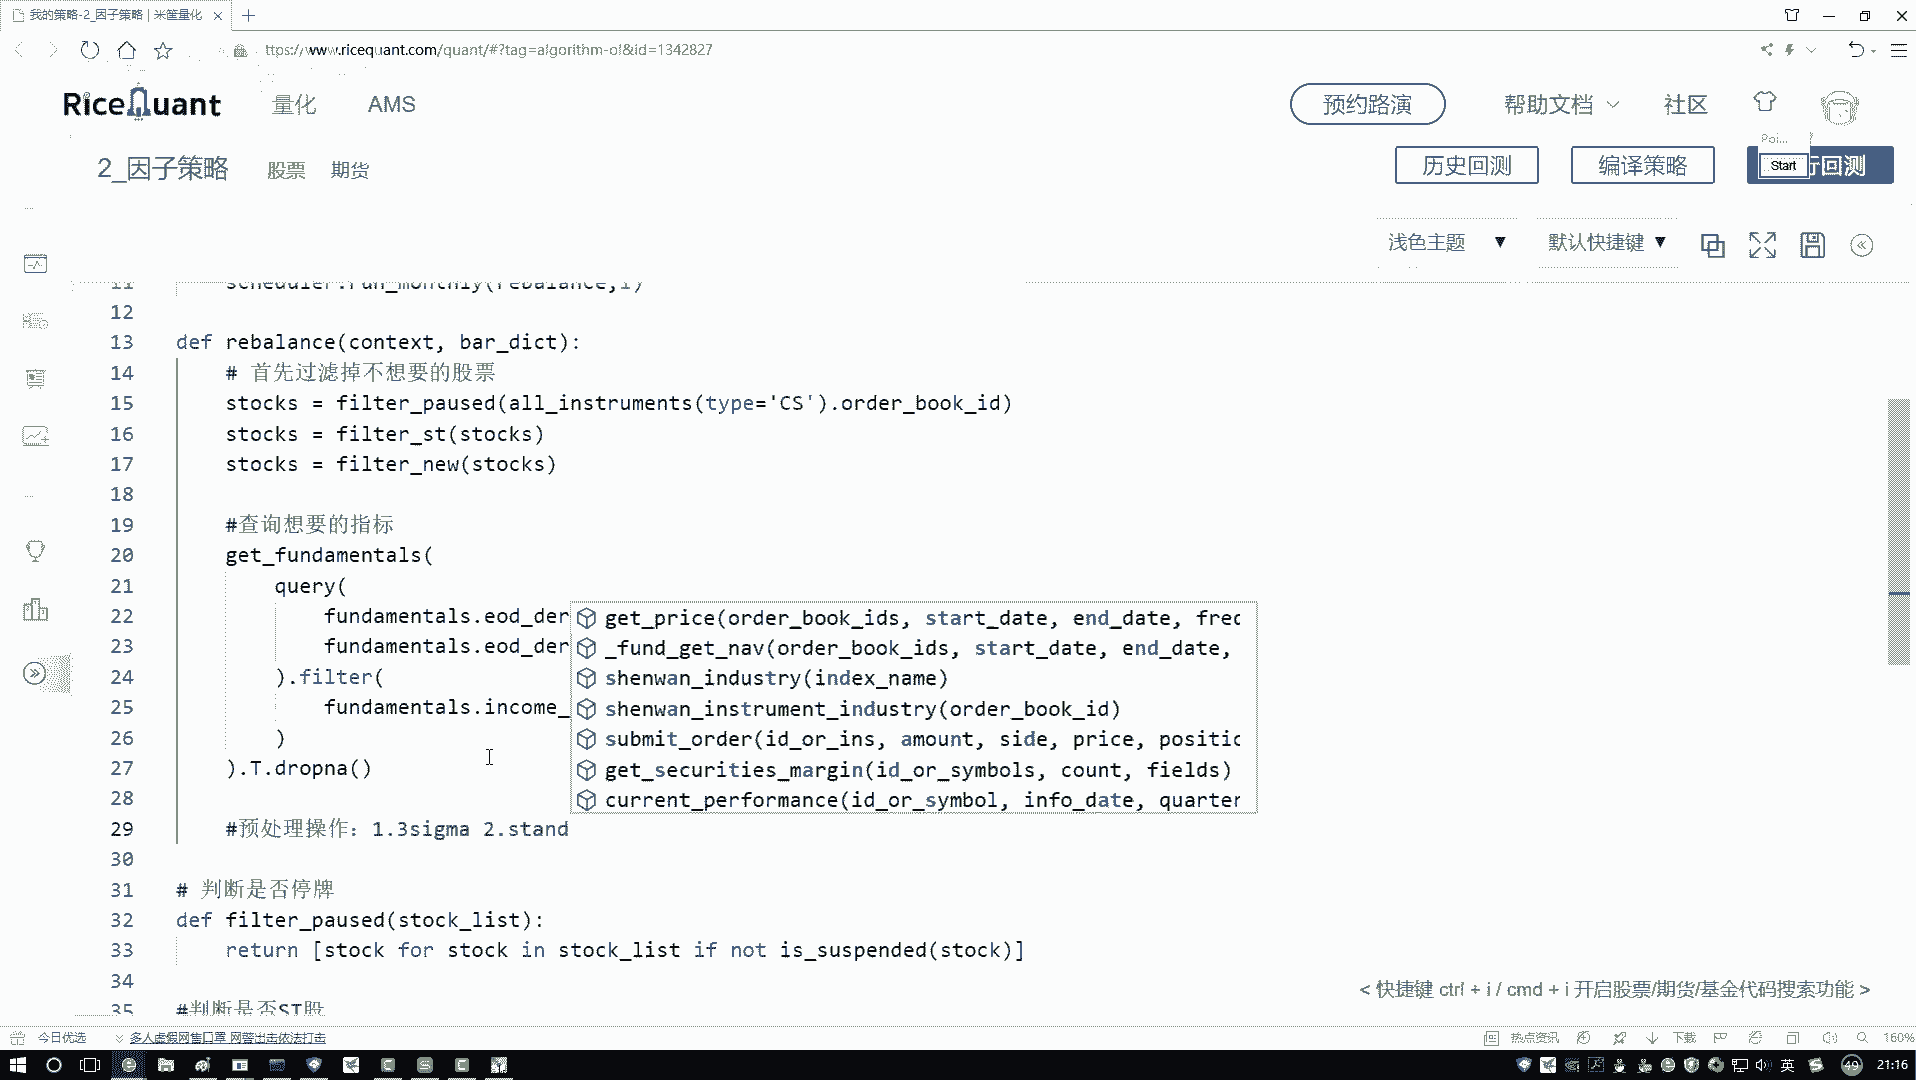 我的策略-2_因子策略 | 米筐量化
ttps://www.ricequant.com/quant/#?tag=algorithm-ol&id=1342827
RiceQuant 量化 AMS 预约路演 帮助文档 社区
Poi...
2_因子策略 股票 期货 历史回测 编译策略 Start 行回测
浅色主题 ▼ 默认快捷键 ▼
11 scheduler.run_monthly(rebalance,1)
12
13 def rebalance(context, bar_dict):
14 # 首先过滤掉不想要的股票
15 stocks = filter_paused(all_instruments(type='CS').order_book_id)
16 stocks = filter_st(stocks)
17 stocks = filter_new(stocks)
18
19 #查询想要的指标
20 get_fundamentals(
21 query(
22 fundamentals.eod_der
23 fundamentals.eod_der
24 ).filter(
25 fundamentals.income_
26 )
27 ).T.dropna()
28
29 #预处理操作：1.3sigma 2.stand
30
31 # 判断是否停牌
32 def filter_paused(stock_list):
33 return [stock for stock in stock_list if not is_suspended(stock)]
34
35 #判断是否ST股
get_price(order_book_ids, start_date, end_date, freq
_fund_get_nav(order_book_ids, start_date, end_date,
shenwan_industry(index_name)
shenwan_instrument_industry(order_book_id)
submit_order(id_or_ins, amount, side, price, positio
get_securities_margin(id_or_symbols, count, fields)
current_performance(id_or_symbol, info_date, quarter
< 快捷键 ctrl + i / cmd + i 开启股票/期货/基金代码搜索功能 >
今日优选 多人虚假网售口罩 网警出击依法打击 热点资讯 下载 160%
英 49 21:16